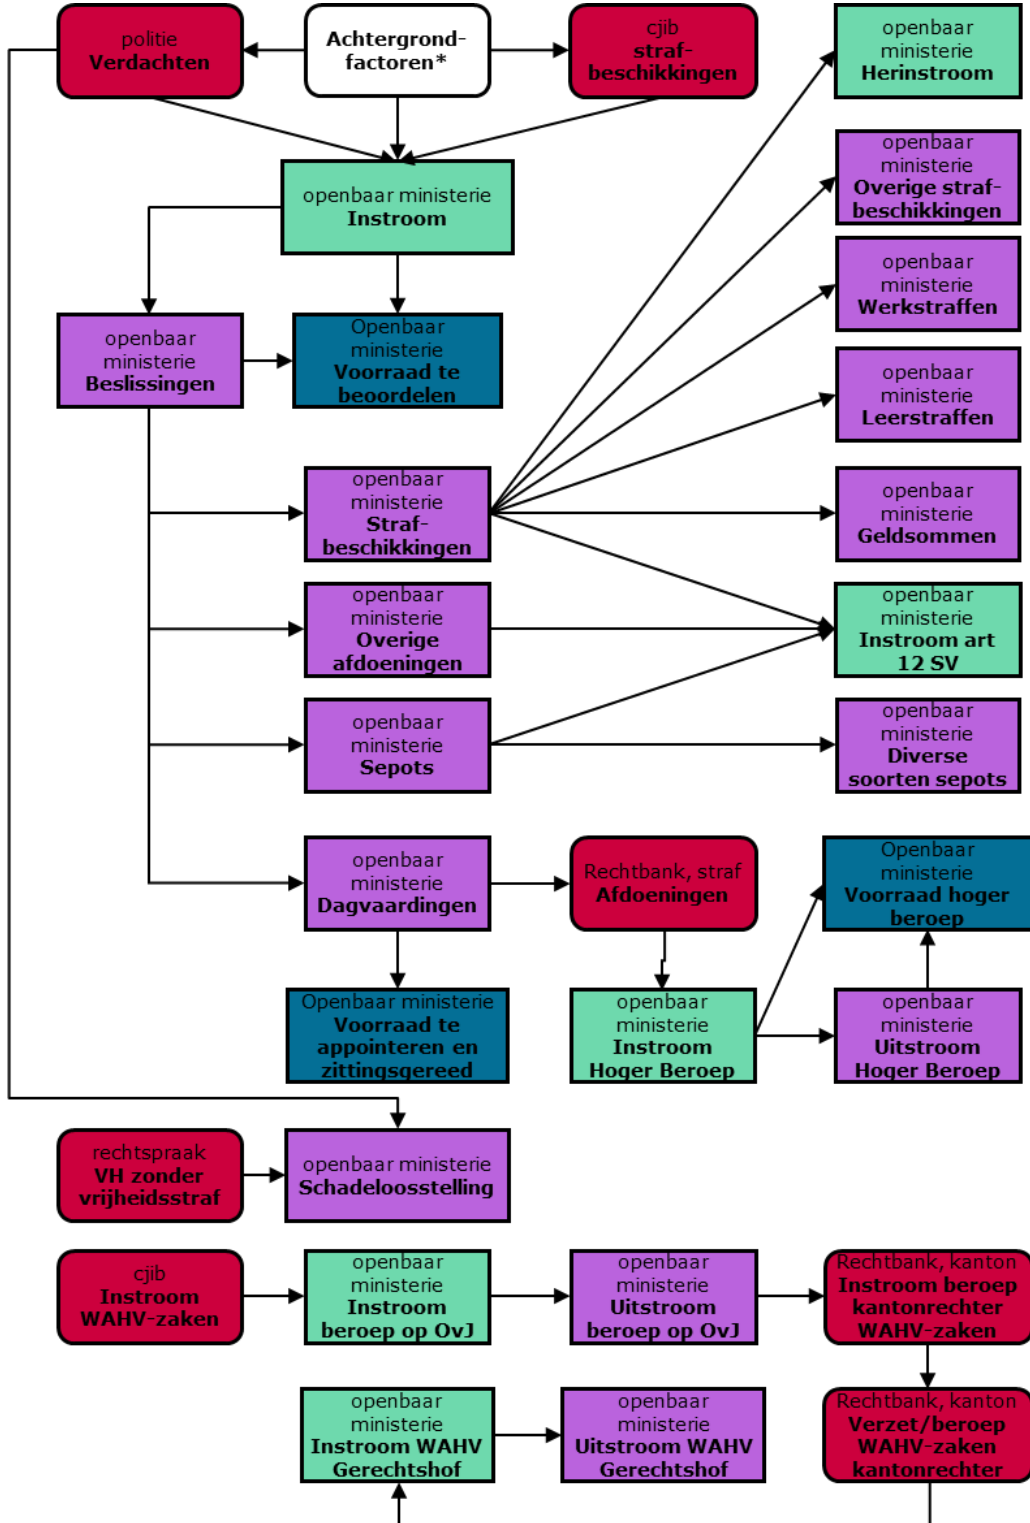 politie
Verdachten
Achtergrond-
factoren*
cjib
straf-
beschikkingen
openbaar
ministerie
Herinstroom
openbaar
ministerie
Overige straf-
beschikkingen
openbaar ministerie
Instroom
openbaar
ministerie
Werkstraffen
openbaar
ministerie
Beslissingen
Openbaar
ministerie
Voorraad te
beoordelen
openbaar
ministerie
Leerstraffen
openbaar
ministerie
Straf-
beschikkingen
openbaar
ministerie
Geldsommen
openbaar
ministerie
Overige
afdoeningen
openbaar
ministerie
Instroom art
12 SV
openbaar
ministerie
Sepots
openbaar
ministerie
Diverse
soorten sepots
openbaar
ministerie
Dagvaardingen
Rechtbank, straf
Afdoeningen
Openbaar
ministerie
Voorraad hoger
beroep
Openbaar ministerie
Voorraad te
appointeren en
zittingsgereed
openbaar
ministerie
Instroom
Hoger Beroep
openbaar
ministerie
Uitstroom
Hoger Beroep
rechtspraak
VH zonder
vrijheidsstraf
openbaar ministerie
Schadeloosstelling
cjib
Instroom
WAHV-zaken
openbaar
ministerie
Instroom
beroep op OvJ
openbaar
ministerie
Uitstroom
beroep op OvJ
Rechtbank, kanton
Instroom beroep
kantonrechter
WAHV-zaken
openbaar
ministerie
Instroom WAHV
Gerechtshof
openbaar
ministerie
Uitstroom WAHV
Gerechtshof
Rechtbank, kanton
Verzet/beroep
WAHV-zaken
kantonrechter